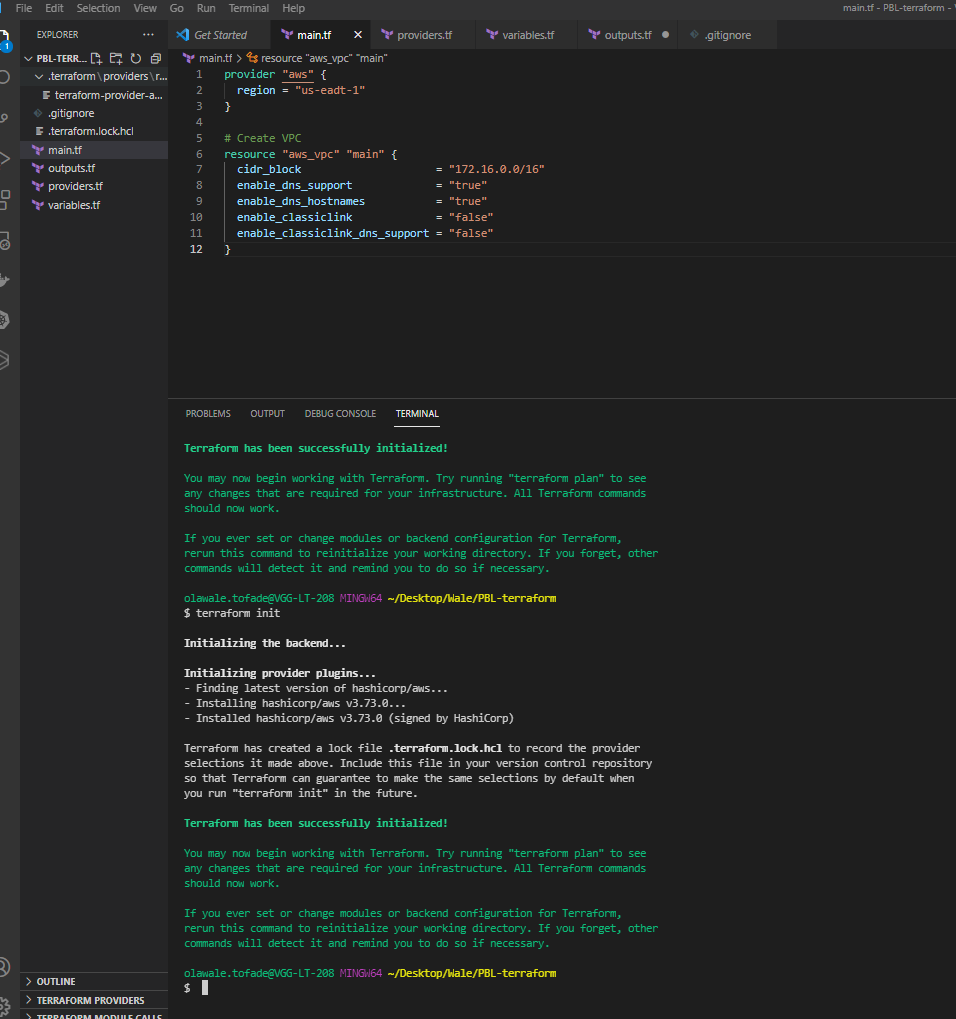 File Edit Selection View Go Run Terminal Help main.tf - PBL-terraform -
1
EXPLORER ···
PBL-TERR...
.terraform\providers\r...
terraform-provider-a...
.gitignore
.terraform.lock.hcl
main.tf
outputs.tf
providers.tf
variables.tf
Get Started main.tf providers.tf variables.tf outputs.tf .gitignore
main.tf > resource "aws_vpc" "main"
1 provider "aws" {
2 region = "us-eadt-1"
3 }
4
5 # Create VPC
6 resource "aws_vpc" "main" {
7 cidr_block = "172.16.0.0/16"
8 enable_dns_support = "true"
9 enable_dns_hostnames = "true"
10 enable_classiclink = "false"
11 enable_classiclink_dns_support = "false"
12 }
PROBLEMS OUTPUT DEBUG CONSOLE TERMINAL
Terraform has been successfully initialized!
You may now begin working with Terraform. Try running "terraform plan" to see
any changes that are required for your infrastructure. All Terraform commands
should now work.
If you ever set or change modules or backend configuration for Terraform,
rerun this command to reinitialize your working directory. If you forget, other
commands will detect it and remind you to do so if necessary.
olawale.tofade@VGG-LT-208 MINGW64 ~/Desktop/Wale/PBL-terraform
$ terraform init
Initializing the backend...
Initializing provider plugins...
- Finding latest version of hashicorp/aws...
- Installing hashicorp/aws v3.73.0...
- Installed hashicorp/aws v3.73.0 (signed by HashiCorp)
Terraform has created a lock file .terraform.lock.hcl to record the provider
selections it made above. Include this file in your version control repository
so that Terraform can guarantee to make the same selections by default when
you run "terraform init" in the future.
Terraform has been successfully initialized!
You may now begin working with Terraform. Try running "terraform plan" to see
any changes that are required for your infrastructure. All Terraform commands
should now work.
If you ever set or change modules or backend configuration for Terraform,
rerun this command to reinitialize your working directory. If you forget, other
commands will detect it and remind you to do so if necessary.
olawale.tofade@VGG-LT-208 MINGW64 ~/Desktop/Wale/PBL-terraform
$
OUTLINE
TERRAFORM PROVIDERS
TERRAFORM MODULE CALLS